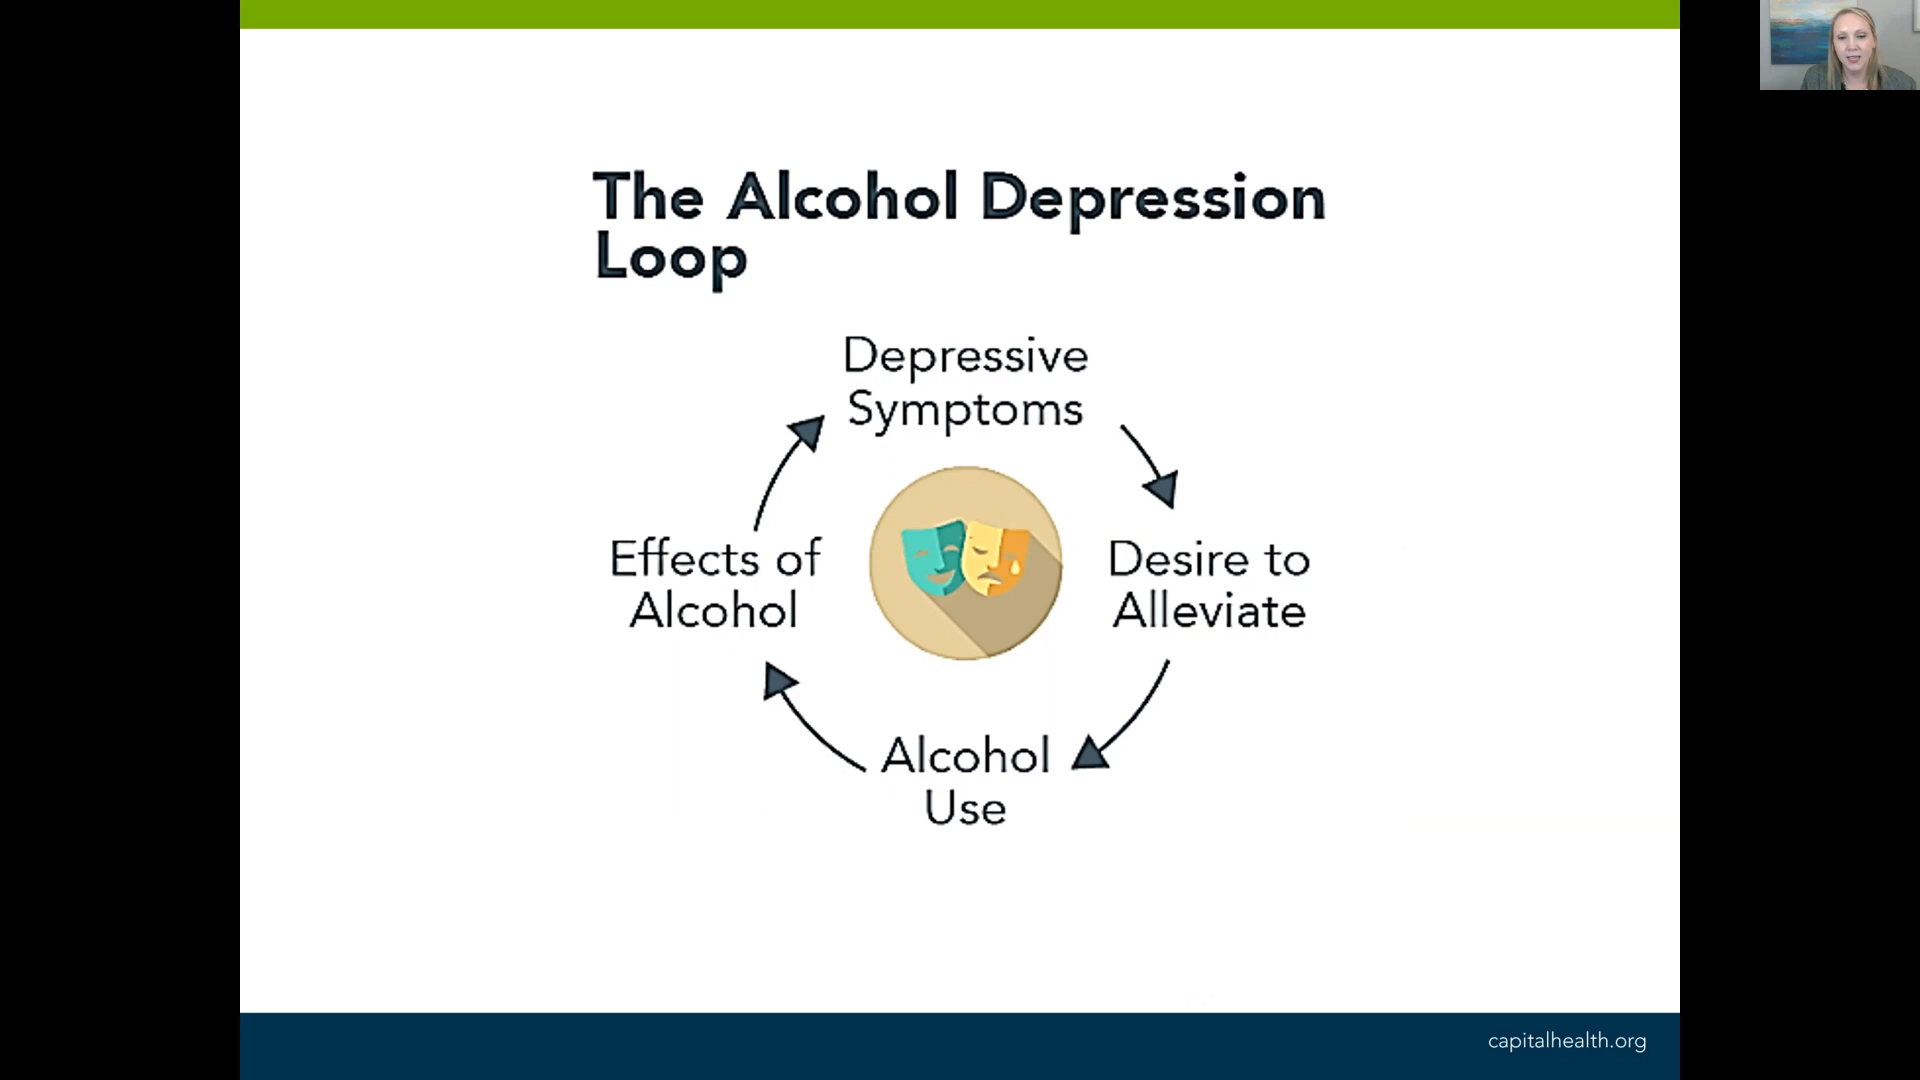 The Alcohol Depression
Loop
Depressive
Symptoms
Effects of
Alcohol
Desire to
Alleviate
Alcohol
Use
capitalhealth.org